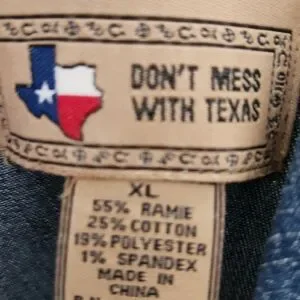 DON'T MESS
WITH TEXAS
XL
55% RAMIE
25% COTTON
19% POLYESTER
1% SPANDEX
MADE IN
CHINA